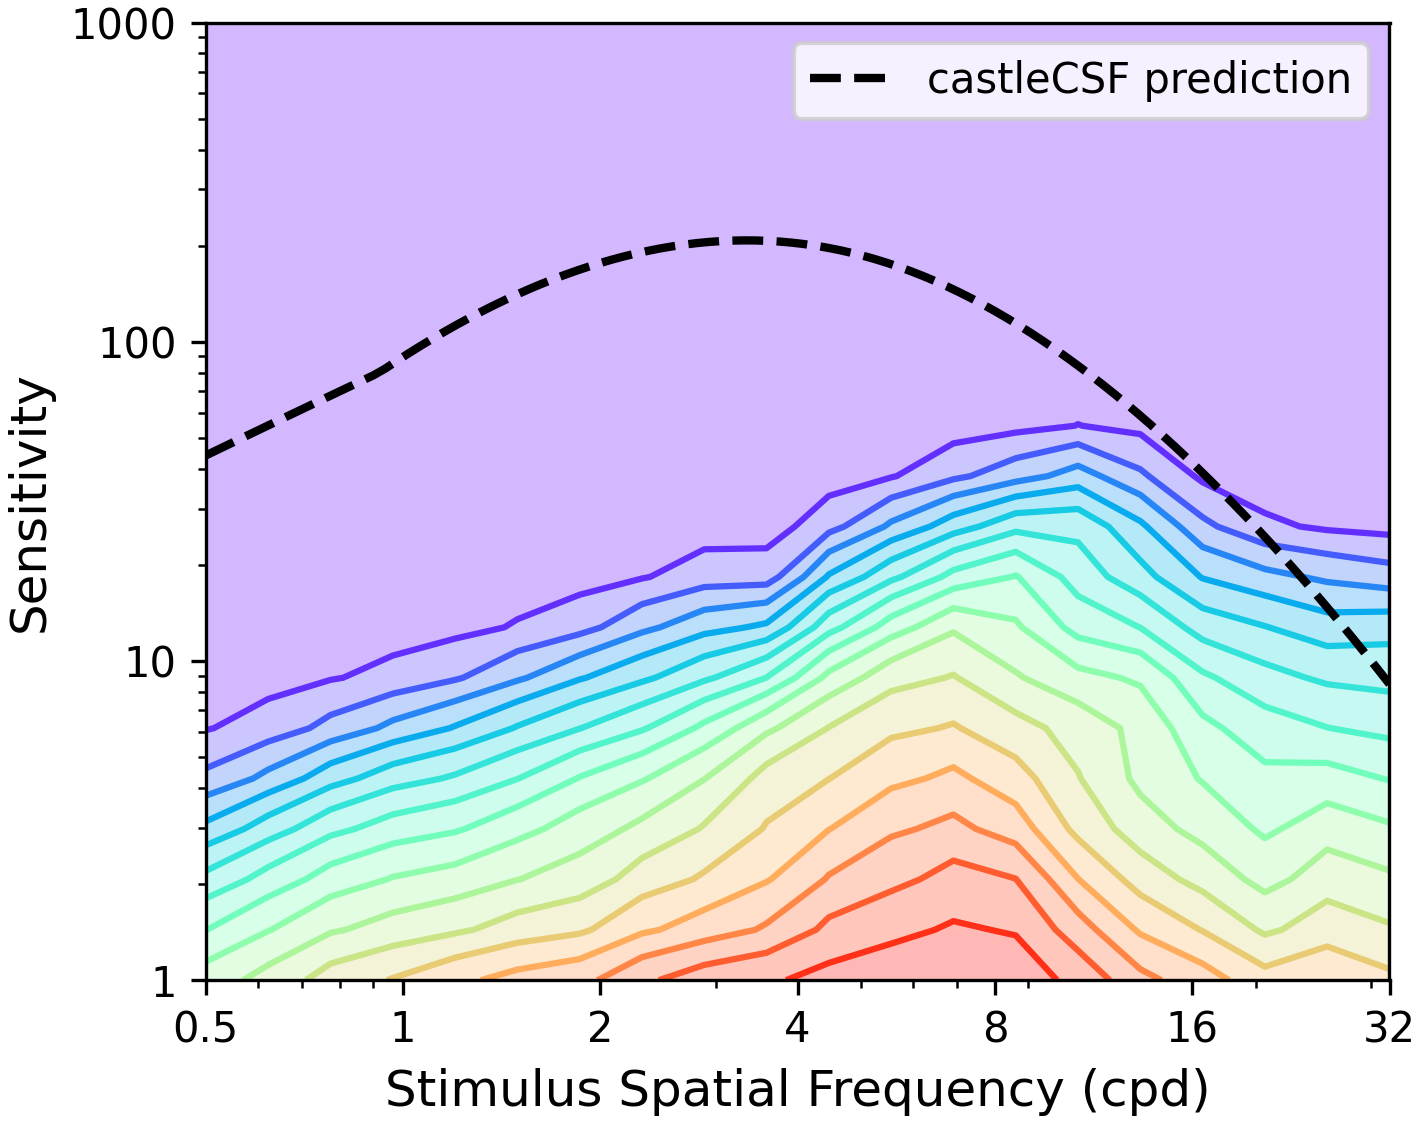 1000
100
10
1
Sensitivity
castleCSF prediction
0.5 1 2 4 8 16 32
Stimulus Spatial Frequency (cpd)